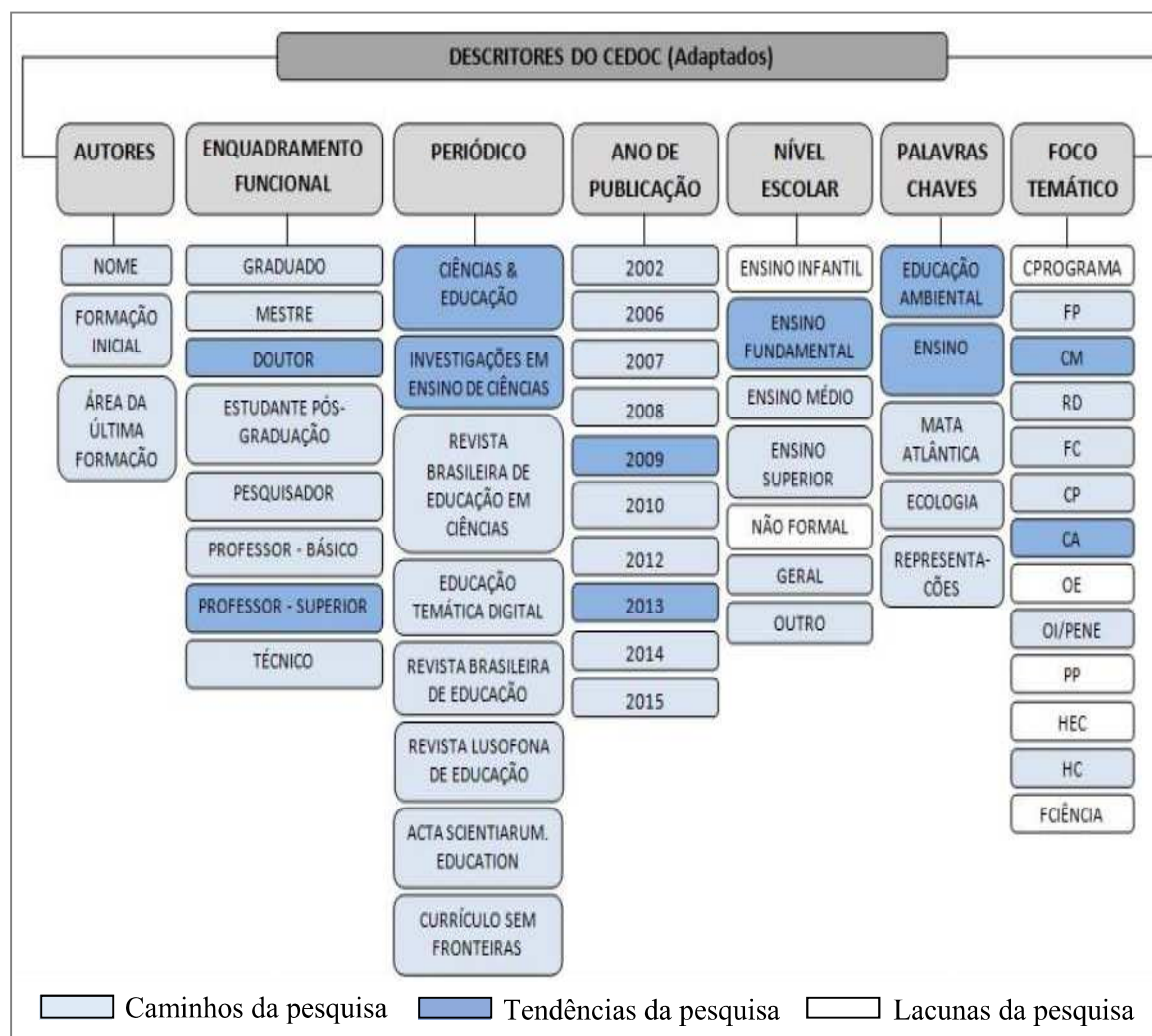 DESCRITORES DO CEDOC (Adaptados)
AUTORES
NOME
FORMAÇÃO
INICIAL
ÁREA DA
ÚLTIMA
FORMAÇÃO
ENQUADRAMENTO
FUNCIONAL
GRADUADO
MESTRE
DOUTOR
ESTUDANTE PÓS-
GRADUAÇÃO
PESQUISADOR
PROFESSOR - BÁSICO
PROFESSOR - SUPERIOR
TÉCNICO
PERIÓDICO
CIÊNCIAS &
EDUCAÇÃO
INVESTIGAÇÕES EM
ENSINO DE CIÊNCIAS
REVISTA
BRASILEIRA DE
EDUCAÇÃO EM
CIÊNCIAS
EDUCAÇÃO
TEMÁTICA DIGITAL
REVISTA BRASILEIRA
DE EDUCAÇÃO
REVISTA LUSOFONA
DE EDUCAÇÃO
ACTA SCIENTIARUM.
EDUCATION
CURRÍCULO SEM
FRONTEIRAS
ANO DE
PUBLICAÇÃO
2002
2006
2007
2008
2009
2010
2012
2013
2014
2015
NÍVEL
ESCOLAR
ENSINO INFANTIL
ENSINO
FUNDAMENTAL
ENSINO MÉDIO
ENSINO
SUPERIOR
NÃO FORMAL
GERAL
OUTRO
PALAVRAS
CHAVES
EDUCAÇÃO
AMBIENTAL
ENSINO
MATA
ATLÂNTICA
ECOLOGIA
REPRESENTA-
CÕES
FOCO
TEMÁTICO
CPROGRAMA
FP
CM
RD
FC
CP
CA
OE
OI/PENE
PP
HEC
HC
FCIÊNCIA
Caminhos da pesquisa
Tendências da pesquisa
Lacunas da pesquisa